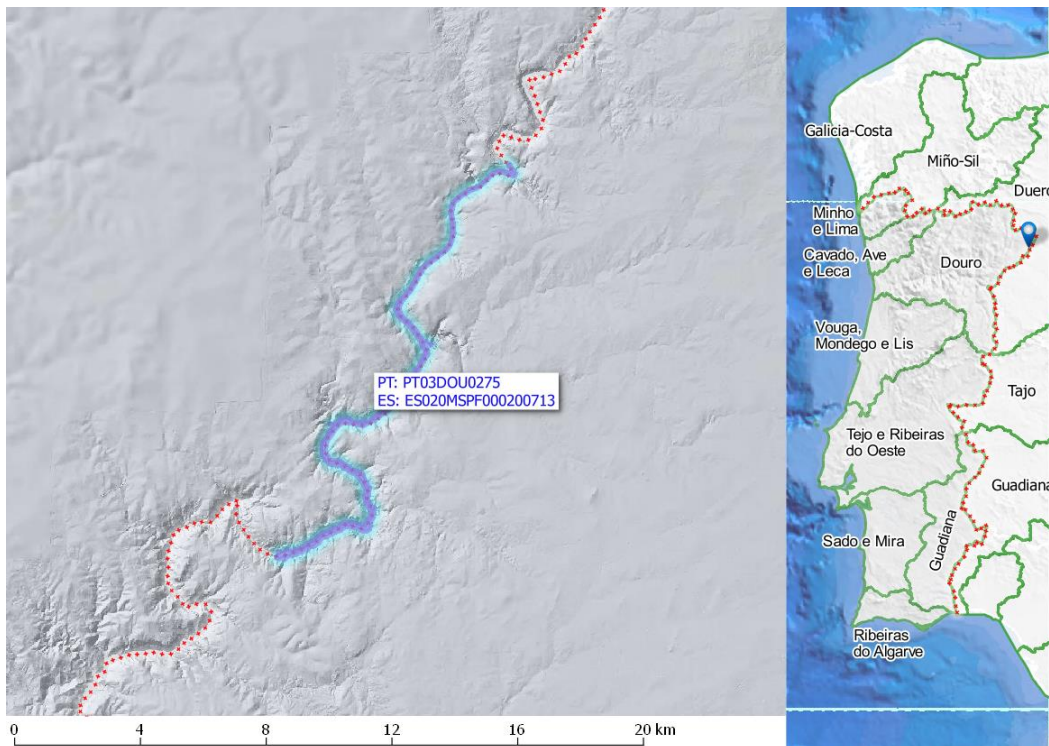 PT: PT03DOU0275
ES: ES020MSPF000200713
0 4 8 12 16 20 km
Galicia-Costa
Miño-Sil
Duero
Minho
e Lima
Cavado, Ave
e Leca
Douro
Vouga,
Mondego e Lis
Tajo
Tejo e Ribeiras
do Oeste
Guadiana
Sado e Mira
Guadiana
Ribeiras
do Algarve